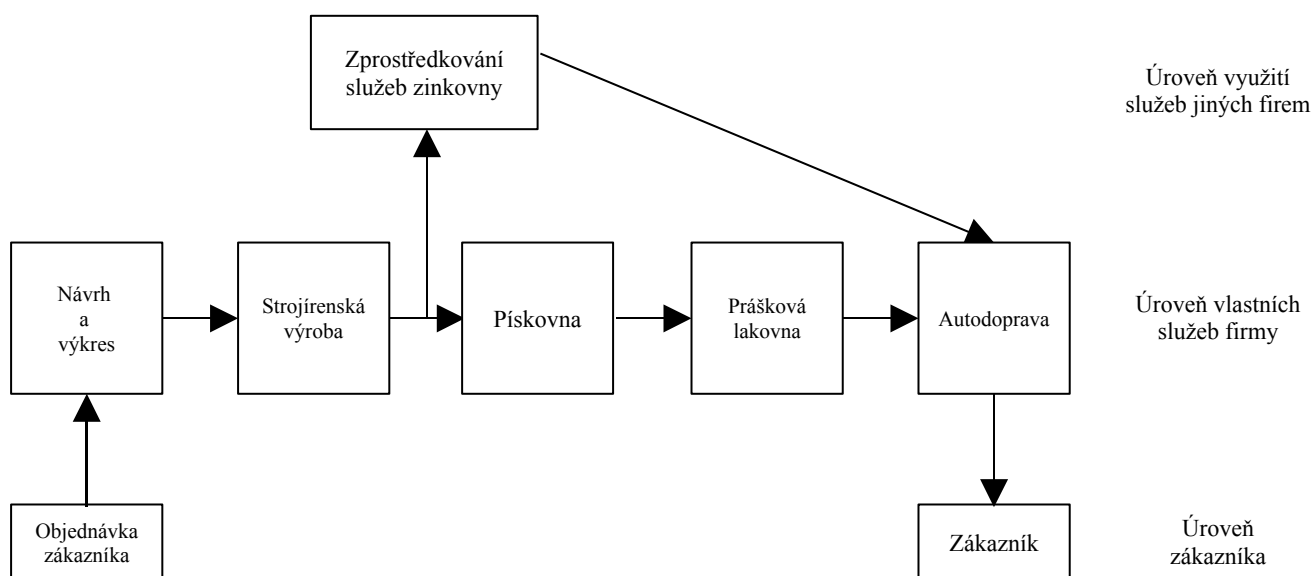 Zprostředkování
služeb zinkovny
Úroveň využití
služeb jiných firem
Návrh
a
výkres
Strojírenská
výroba
Pískovna
Prášková
lakovna
Autodoprava
Úroveň vlastních
služeb firmy
Objednávka
zákazníka
Zákazník
Úroveň
zákazníka